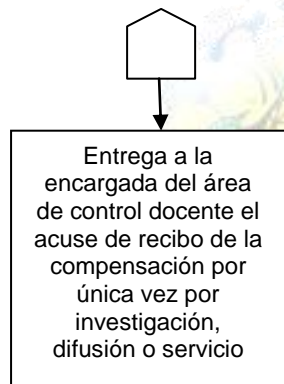 Entrega a la
encargada del área
de control docente el
acuse de recibo de la
compensación por
única vez por
investigación,
difusión o servicio